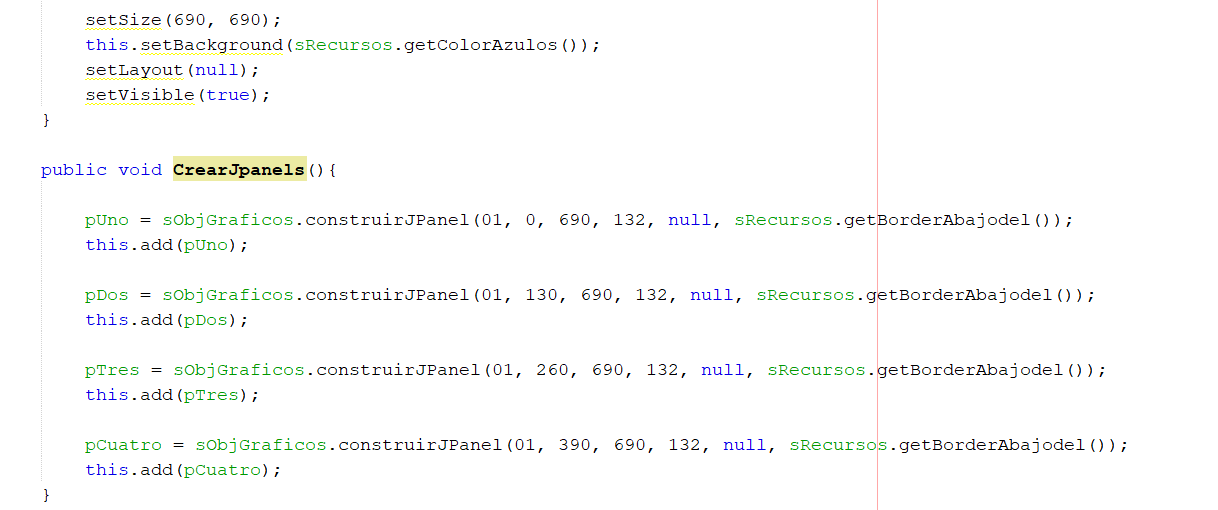 setSize(690, 690);
this.setBackground(sRecursos.getColorAzulos());
setLayout(null);
setVisible(true);
}
public void CrearJpanels(){
pUno = sObjGraficos.construirJPanel(01, 0, 690, 132, null, sRecursos.getBorderAbajodel());
this.add(pUno);
pDos = sObjGraficos.construirJPanel(01, 130, 690, 132, null, sRecursos.getBorderAbajodel());
this.add(pDos);
pTres = sObjGraficos.construirJPanel(01, 260, 690, 132, null, sRecursos.getBorderAbajodel());
this.add(pTres);
pCuatro = sObjGraficos.construirJPanel(01, 390, 690, 132, null, sRecursos.getBorderAbajodel());
this.add(pCuatro);
}